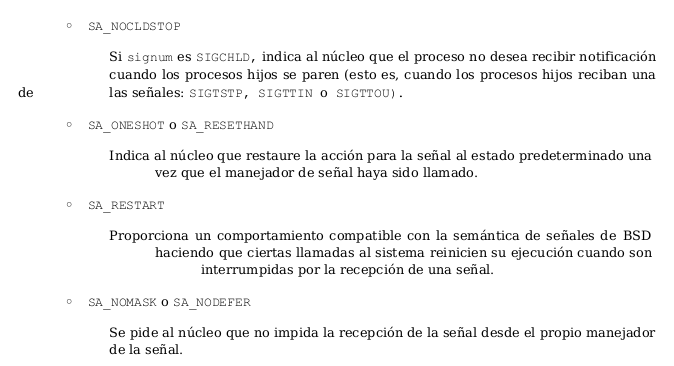 ○ SA_NOCLDSTOP
Si signum es SIGCHLD, indica al núcleo que el proceso no desea recibir notificación
cuando los procesos hijos se paren (esto es, cuando los procesos hijos reciban una
de las señales: SIGTSTP, SIGTTIN o SIGTTOU).
○ SA_ONESHOT o SA_RESETHAND
Indica al núcleo que restaure la acción para la señal al estado predeterminado una
vez que el manejador de señal haya sido llamado.
○ SA_RESTART
Proporciona un comportamiento compatible con la semántica de señales de BSD
haciendo que ciertas llamadas al sistema reinicien su ejecución cuando son
interrumpidas por la recepción de una señal.
○ SA_NOMASK o SA_NODEFER
Se pide al núcleo que no impida la recepción de la señal desde el propio manejador
de la señal.